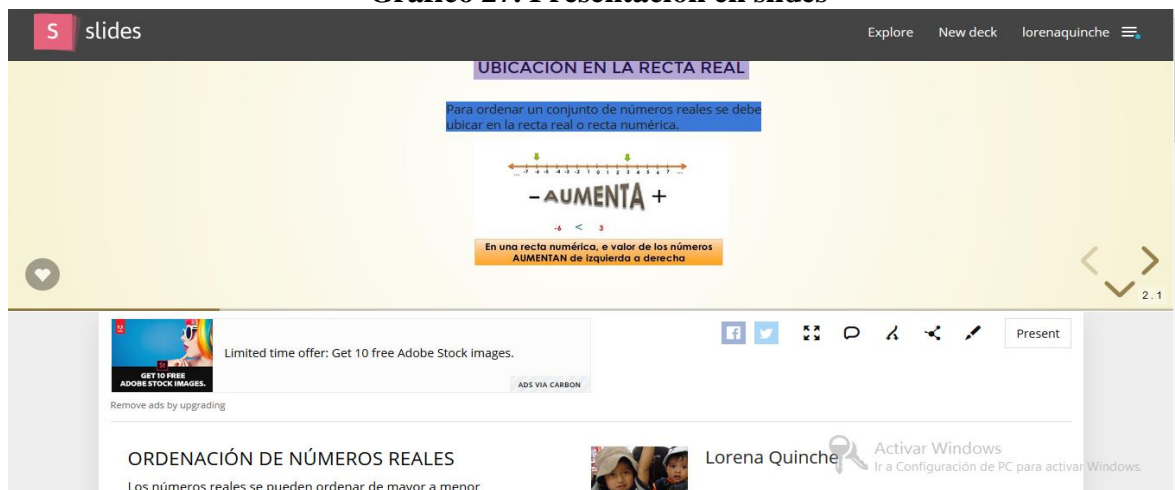 Gráfico 27. Presentación en slides
S slides
Explore New deck lorenaquinche
UBICACIÓN EN LA RECTA REAL
Para ordenar un conjunto de números reales se debe
ubicar en la recta real o recta numérica.
... -7 -6 -5 -4 -3 -2 -1 0 1 2 3 4 5 6 7 ...
- AUMENTA +
-6 < 3
En una recta numérica, e valor de los números
AUMENTAN de izquierda a derecha
2.1
Limited time offer: Get 10 free Adobe Stock images.
St
GET 10 FREE
ADOBE STOCK IMAGES.
ADS VIA CARBON
Remove ads by upgrading
Present
ORDENACIÓN DE NÚMEROS REALES
Los números reales se pueden ordenar de mayor a menor
Lorena Quinche
Activar Windows
Ir a Configuración de PC para activar Windows.